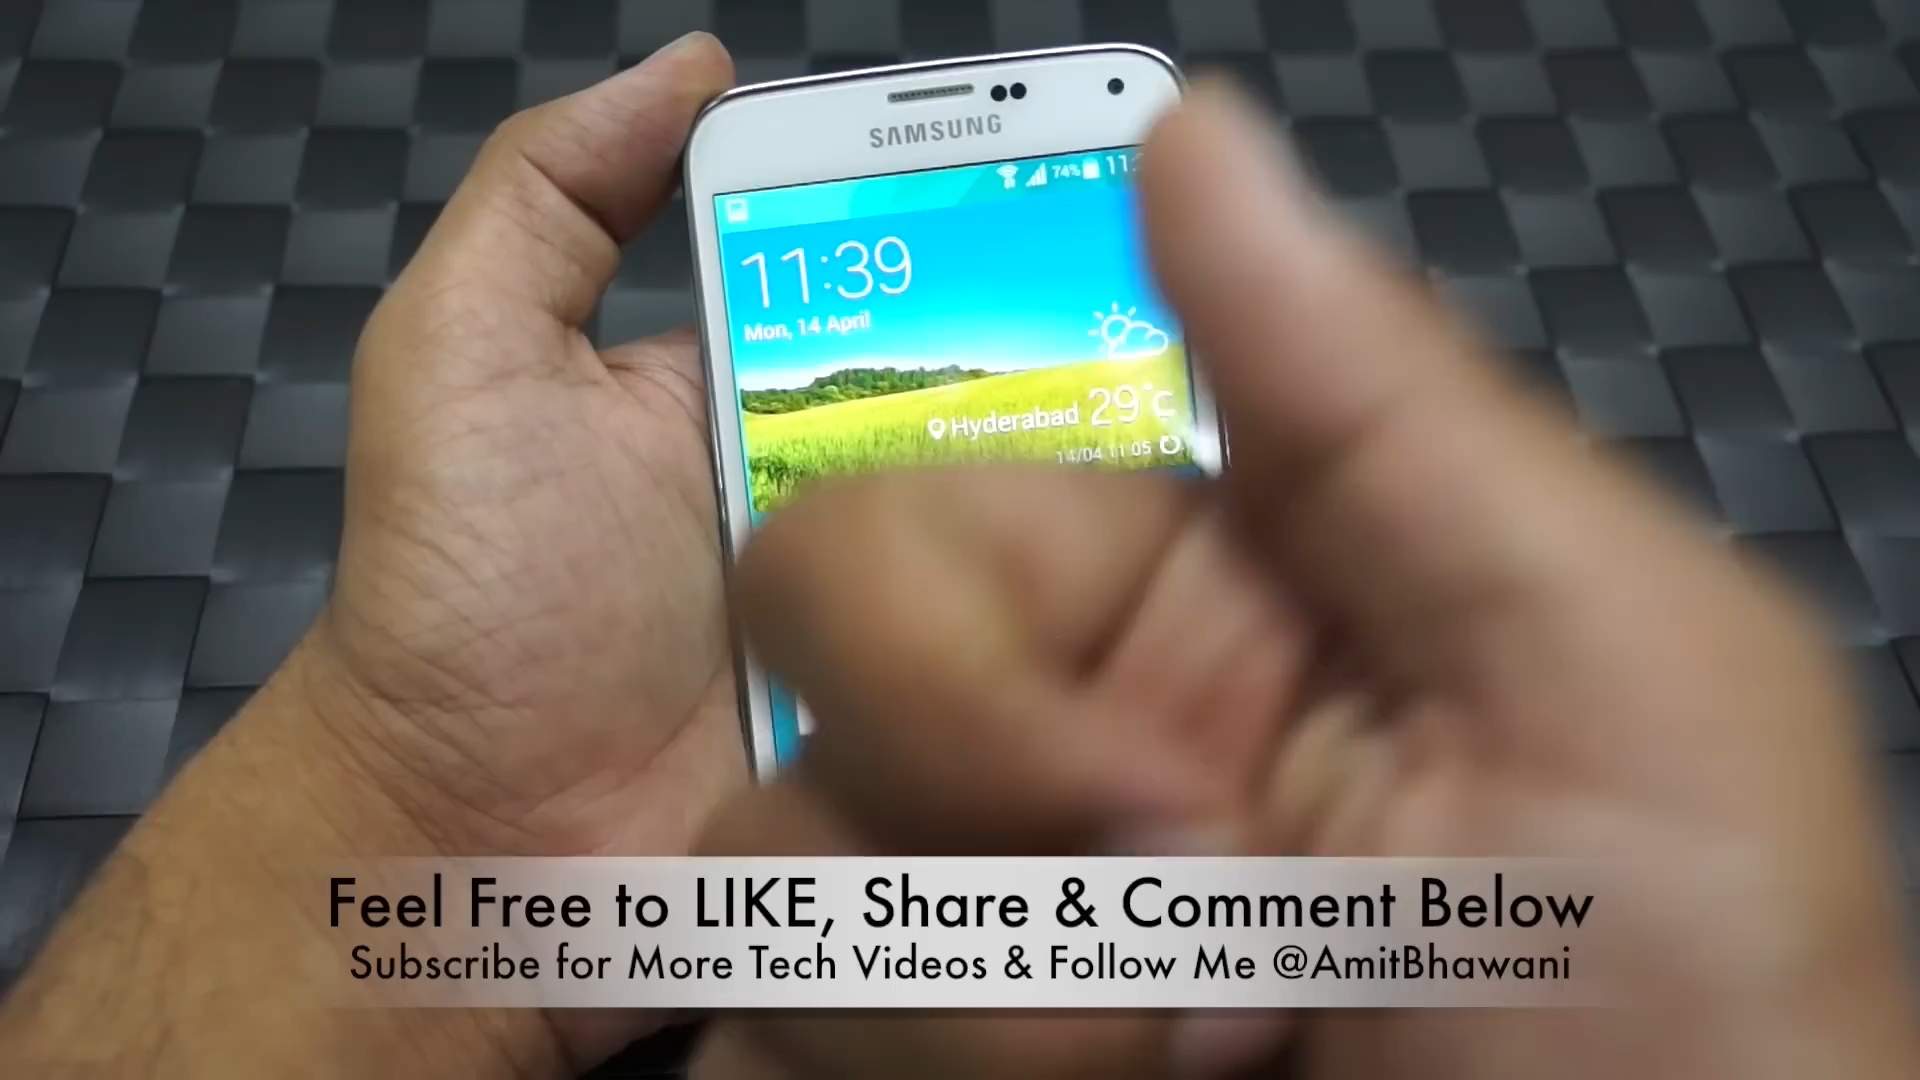 SAMSUNG
74%
11:39
Mon, 14 April
Hyderabad 29°c
14/04 11:05
Feel Free to LIKE, Share & Comment Below
Subscribe for More Tech Videos & Follow Me @AmitBhawani